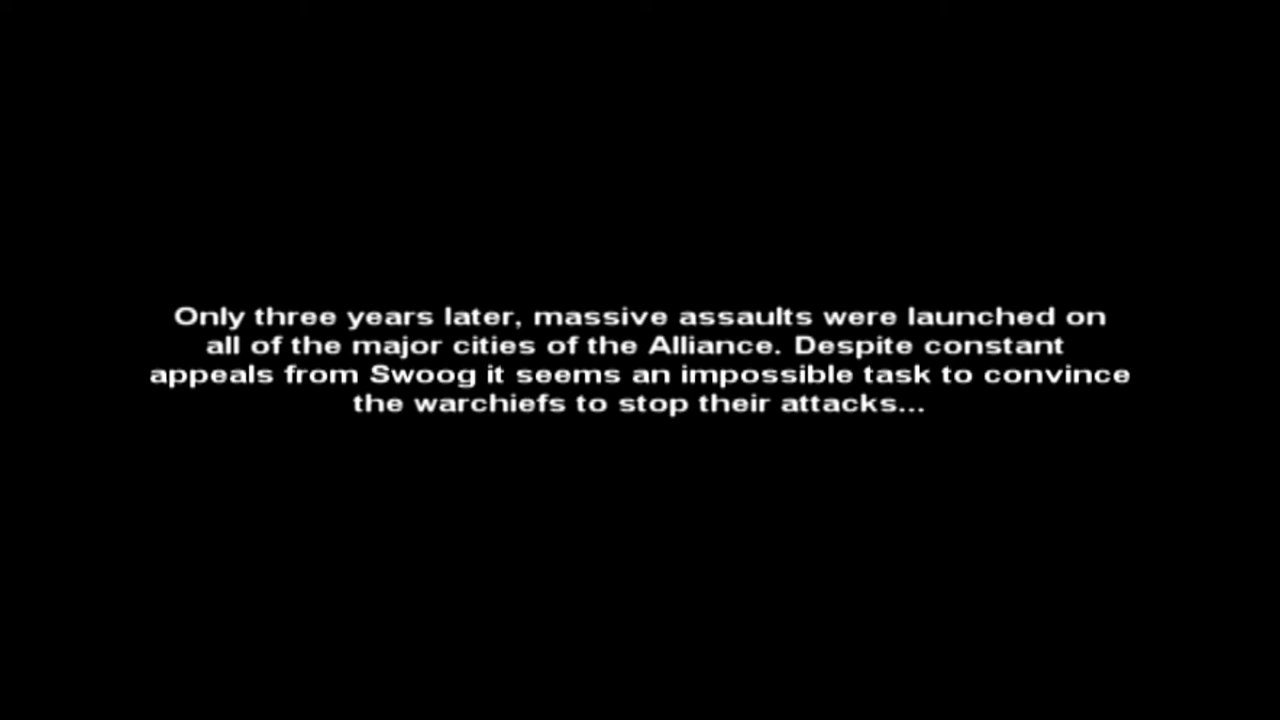 Only three years later, massive assaults were launched on
all of the major cities of the Alliance. Despite constant
appeals from Swoog it seems an impossible task to convince
the warchiefs to stop their attacks...